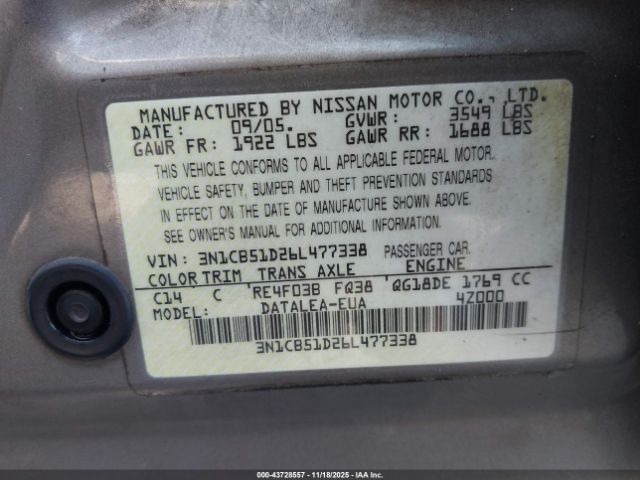 MANUFACTURED BY NISSAN MOTOR CO., LTD.
DATE: 09/05. GVWR: 3549 LBS
GAWR FR: 1922 LBS GAWR RR: 1688 LBS
THIS VEHICLE CONFORMS TO ALL APPLICABLE FEDERAL MOTOR.
VEHICLE SAFETY, BUMPER AND THEFT PREVENTION STANDARDS
IN EFFECT ON THE DATE OF MANUFACTURE SHOWN ABOVE.
SEE OWNER'S MANUAL FOR ADDITIONAL INFORMATION.
VIN: 3N1CB51D26L477338 PASSENGER CAR.
COLOR TRIM TRANS AXLE ENGINE
C14 C RE4F03B FQ38 QG18DE 1769 CC
MODEL: DATALEA-EUA 4Z000
3N1CB51D26L477338
000-43728557 - 11/18/2025 - IAAI, Inc.